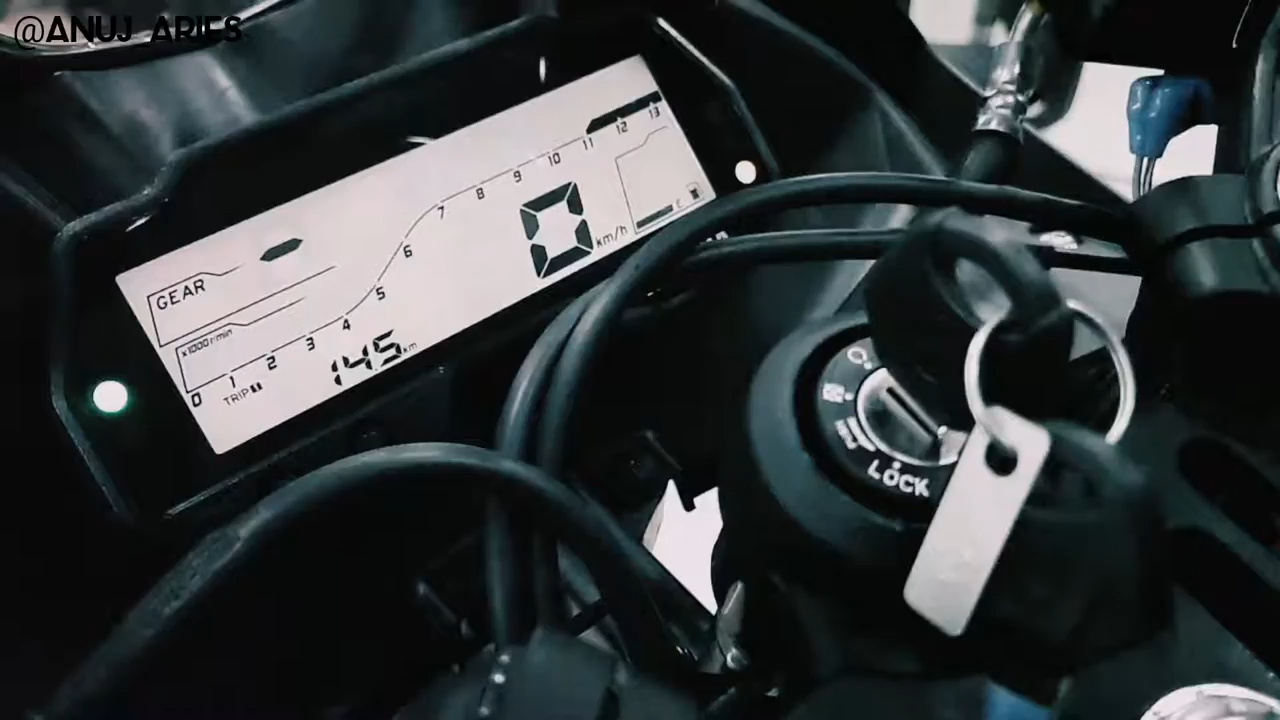 @ANUJ_ARIES
GEAR
x1000r/min
0 1 2 3 4 5 6 7 8 9 10 11 12 13
0 km/h
E
TRIP
145 km
LOCK